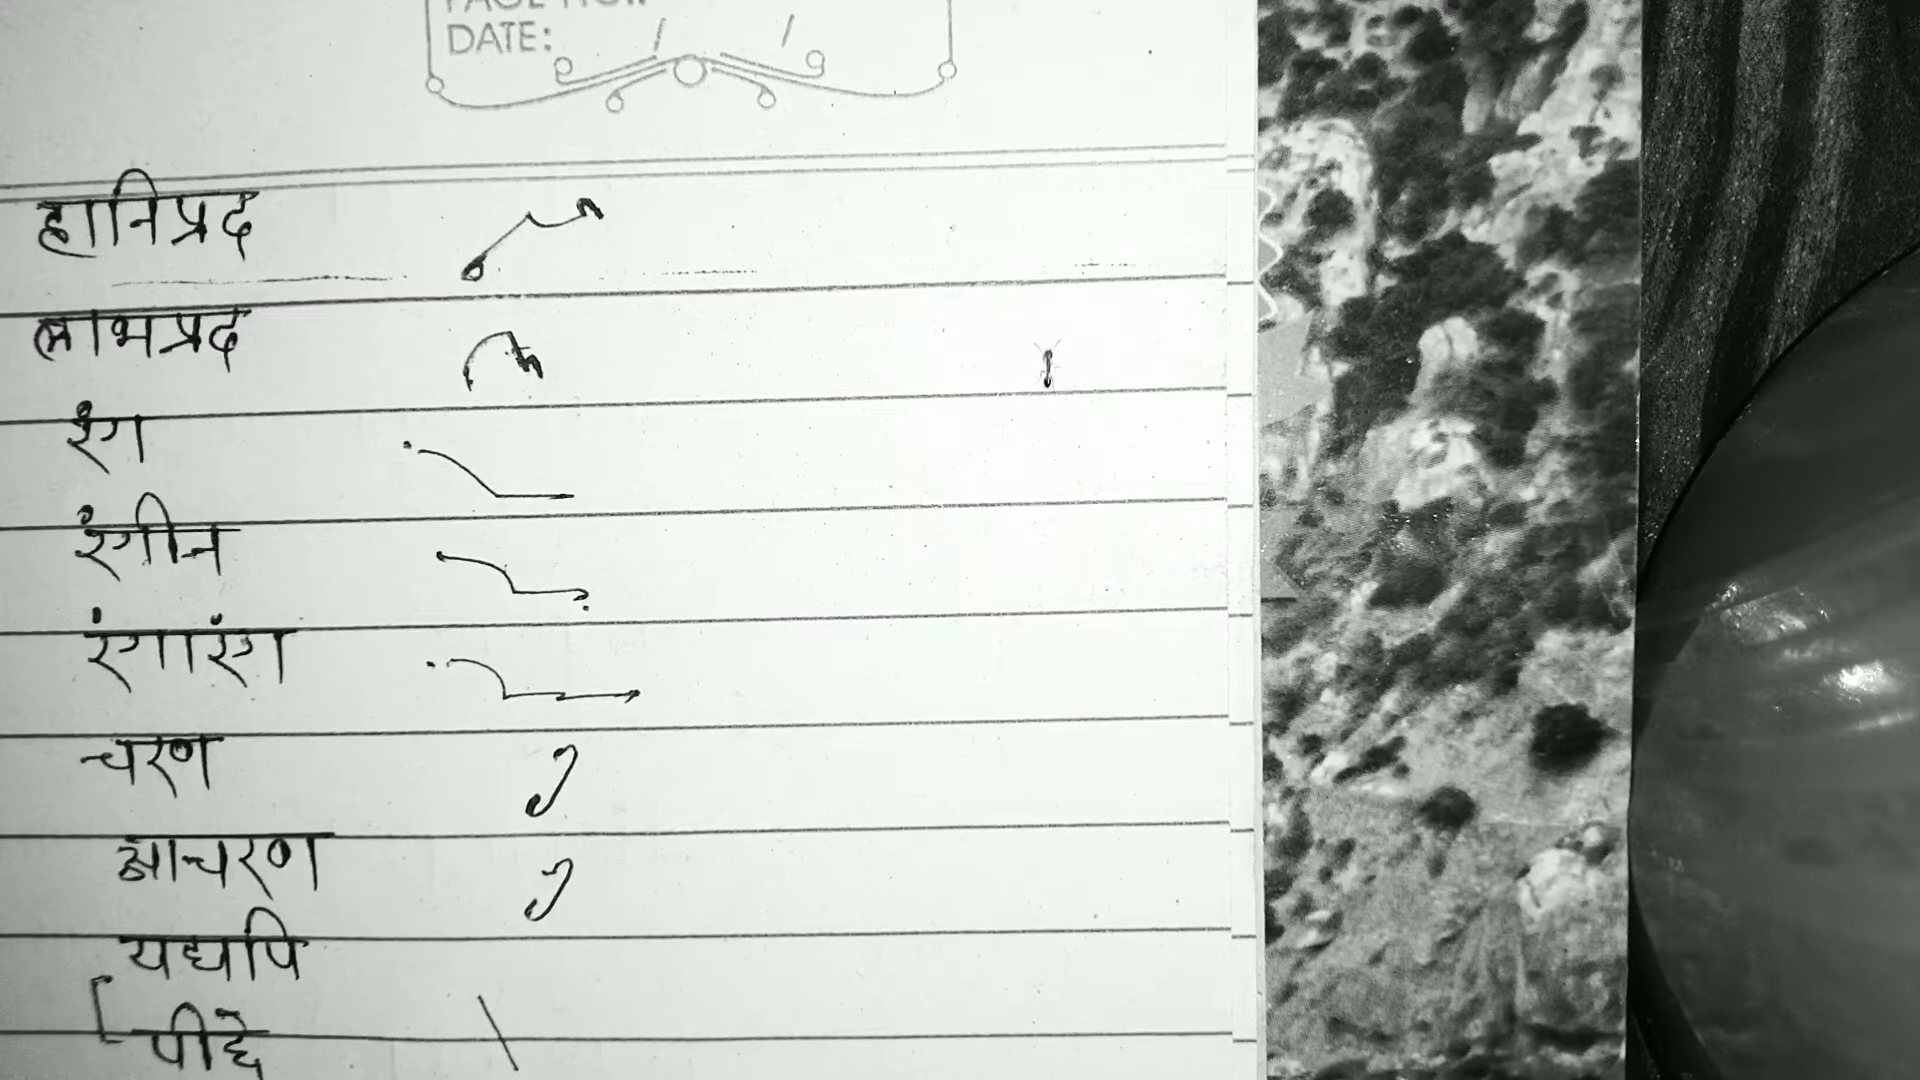 DATE: / /
हानिप्रद
लाभप्रद
रंग
रंगीन
रंगारंग
चरण
आचरण
यद्यपि
पीछे